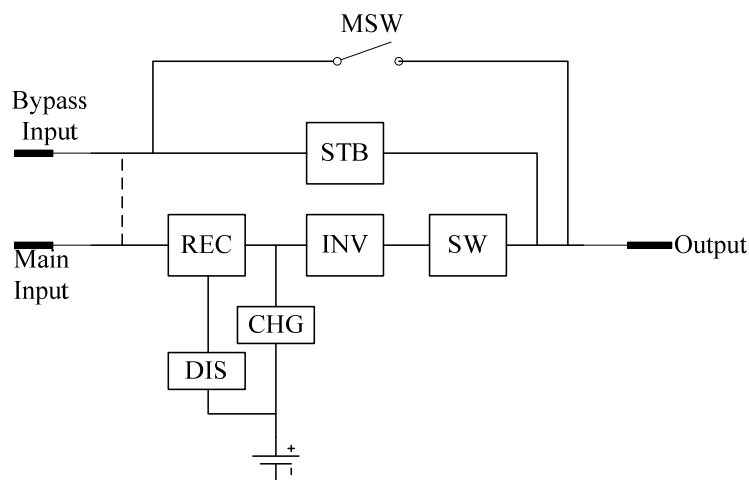 MSW
Bypass
Input
STB
REC
INV
SW
Output
Main
Input
CHG
DIS
+